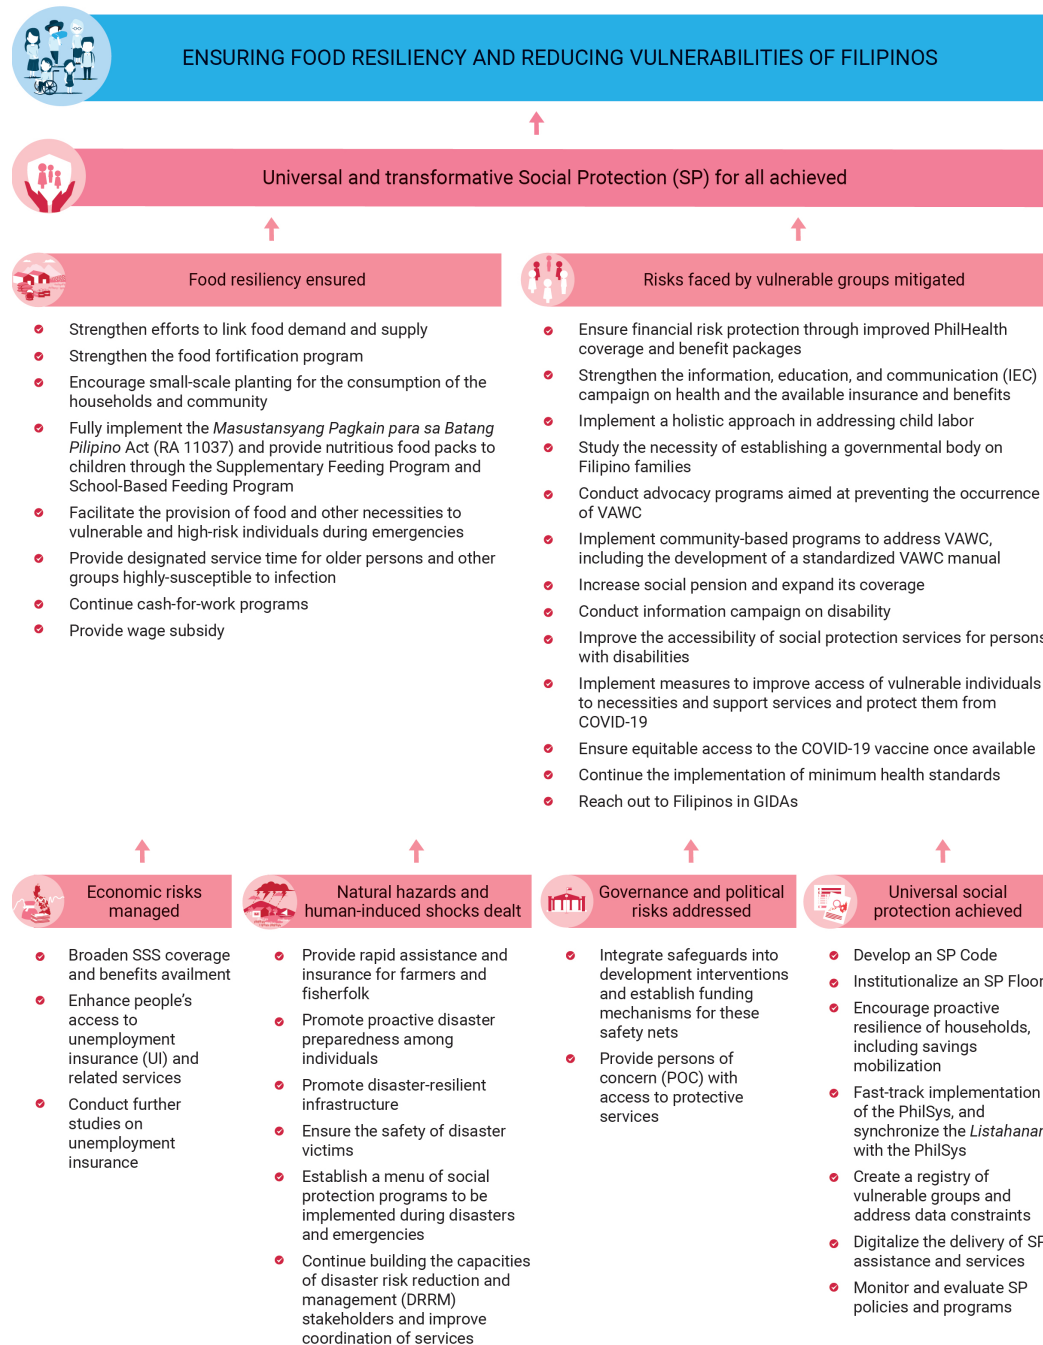 ENSURING FOOD RESILIENCY AND REDUCING VULNERABILITIES OF FILIPINOS
Universal and transformative Social Protection (SP) for all achieved
Food resiliency ensured
Strengthen efforts to link food demand and supply
Strengthen the food fortification program
Encourage small-scale planting for the consumption of the
households and community
Fully implement the Masustansyang Pagkain para sa Batang
Pilipino Act (RA 11037) and provide nutritious food packs to
children through the Supplementary Feeding Program and
School-Based Feeding Program
Facilitate the provision of food and other necessities to
vulnerable and high-risk individuals during emergencies
Provide designated service time for older persons and other
groups highly-susceptible to infection
Continue cash-for-work programs
Provide wage subsidy
Risks faced by vulnerable groups mitigated
Ensure financial risk protection through improved PhilHealth
coverage and benefit packages
Strengthen the information, education, and communication (IEC)
campaign on health and the available insurance and benefits
Implement a holistic approach in addressing child labor
Study the necessity of establishing a governmental body on
Filipino families
Conduct advocacy programs aimed at preventing the occurrence
of VAWC
Implement community-based programs to address VAWC,
including the development of a standardized VAWC manual
Increase social pension and expand its coverage
Conduct information campaign on disability
Improve the accessibility of social protection services for persons
with disabilities
Implement measures to improve access of vulnerable individuals
to necessities and support services and protect them from
COVID-19
Ensure equitable access to the COVID-19 vaccine once available
Continue the implementation of minimum health standards
Reach out to Filipinos in GIDAs
Economic risks
managed
Broaden SSS coverage
and benefits availment
Enhance people's
access to
unemployment
insurance (UI) and
related services
Conduct further
studies on
unemployment
insurance
Natural hazards and
human-induced shocks dealt
Provide rapid assistance and
insurance for farmers and
fisherfolk
Promote proactive disaster
preparedness among
individuals
Promote disaster-resilient
infrastructure
Ensure the safety of disaster
victims
Establish a menu of social
protection programs to be
implemented during disasters
and emergencies
Continue building the capacities
of disaster risk reduction and
management (DRRM)
stakeholders and improve
coordination of services
Governance and political
risks addressed
Integrate safeguards into
development interventions
and establish funding
mechanisms for these
safety nets
Provide persons of
concern (POC) with
access to protective
services
Universal social
protection achieved
Develop an SP Code
Institutionalize an SP Floor
Encourage proactive
resilience of households,
including savings
mobilization
Fast-track implementation
of the PhilSys, and
synchronize the Listahanan
with the PhilSys
Create a registry of
vulnerable groups and
address data constraints
Digitalize the delivery of SP
assistance and services
Monitor and evaluate SP
policies and programs